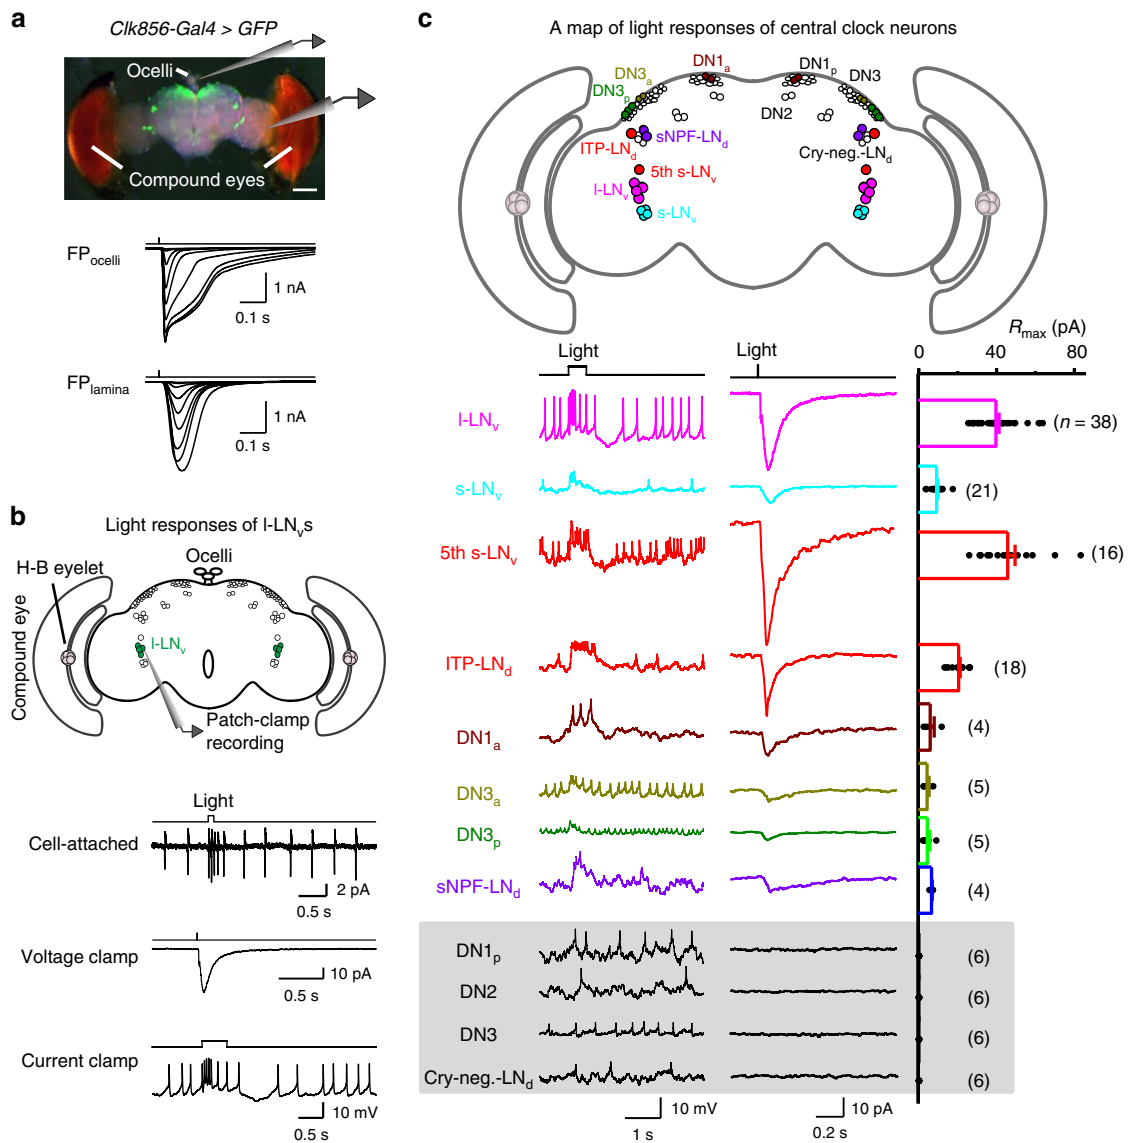 a
Clk856-Gal4 > GFP
Ocelli
Compound eyes
FPocelli
1 nA
0.1 s
FPlamina
1 nA
0.1 s
b
Light responses of l-LNvs
Ocelli
H-B eyelet
Compound eye
l-LNv
Patch-clamp
recording
Light
Cell-attached
2 pA
0.5 s
Voltage clamp
10 pA
0.5 s
Current clamp
10 mV
0.5 s
c
A map of light responses of central clock neurons
DN1a
DN1p
DN3a
DN3
DN3p
DN2
sNPF-LNd
ITP-LNd
Cry-neg.-LNd
5th s-LNv
l-LNv
s-LNv
Rmax (pA)
Light
Light
0 40 80
l-LNv
(n = 38)
s-LNv
(21)
5th s-LNv
(16)
ITP-LNd
(18)
DN1a
(4)
DN3a
(5)
DN3p
(5)
sNPF-LNd
(4)
DN1p
(6)
DN2
(6)
DN3
(6)
Cry-neg.-LNd
(6)
10 mV
1 s
10 pA
0.2 s